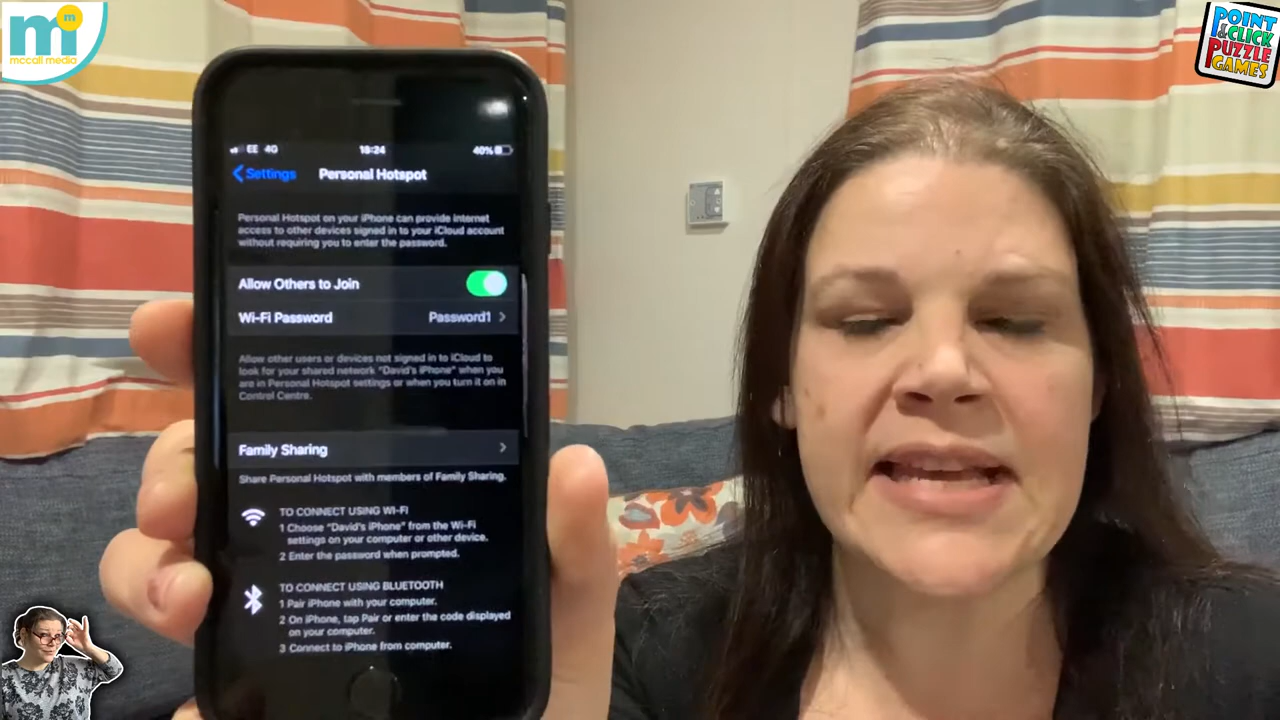 m
m
mccall media
POINT
&CLICK
PUZZLE
GAMES
EE 4G 18:24 40%
Settings Personal Hotspot
Personal Hotspot on your iPhone can provide internet
access to other devices signed in to your iCloud account
without requiring you to enter the password.
Allow Others to Join
Wi-Fi Password Password1
Allow other users or devices not signed in to iCloud to
look for your shared network "David's iPhone" when you
are in Personal Hotspot settings or when you turn it on in
Control Centre.
Family Sharing
Share Personal Hotspot with members of Family Sharing.
TO CONNECT USING WI-FI
1 Choose "David's iPhone" from the Wi-Fi
settings on your computer or other device.
2 Enter the password when prompted.
TO CONNECT USING BLUETOOTH
1 Pair iPhone with your computer.
2 On iPhone, tap Pair or enter the code displayed
on your computer.
3 Connect to iPhone from computer.